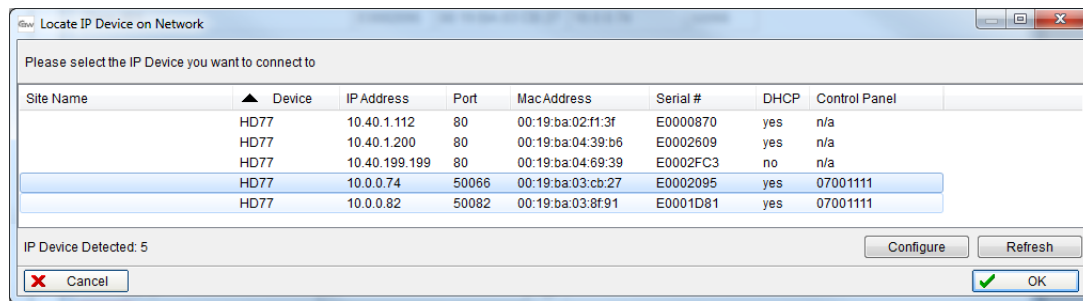 Locate IP Device on Network
Please select the IP Device you want to connect to
Site Name Device IP Address Port Mac Address Serial # DHCP Control Panel
HD77 10.40.1.112 80 00:19:ba:02:f1:3f E0000870 yes n/a
HD77 10.40.1.200 80 00:19:ba:04:39:b6 E0002609 yes n/a
HD77 10.40.199.199 80 00:19:ba:04:69:39 E0002FC3 no n/a
HD77 10.0.0.74 50066 00:19:ba:03:cb:27 E0002095 yes 07001111
HD77 10.0.0.82 50082 00:19:ba:03:8f:91 E0001D81 yes 07001111
IP Device Detected: 5 Configure Refresh
Cancel OK